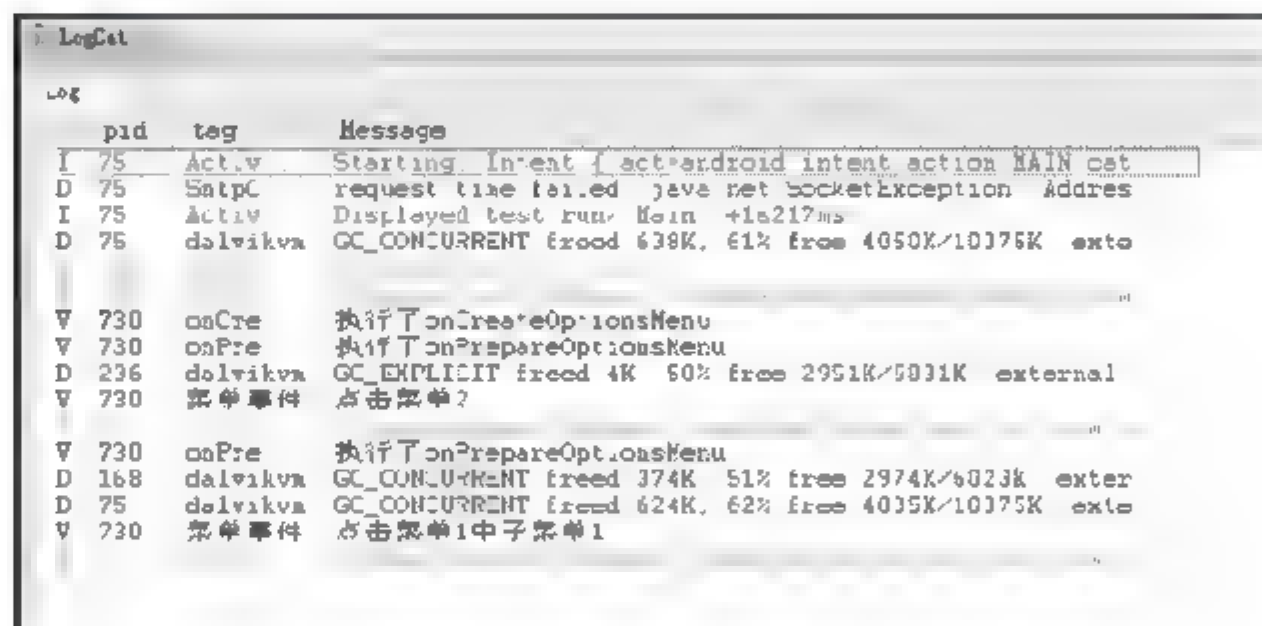 LogCat
Log
pid tag Message
I 75 Activ Starting Intent { act=android intent action MAIN cat
D 75 SntpC request time failed java net SocketException Addres
I 75 Activ Displayed test run/ Main +1s217ms
D 75 dalvikvm GC_CONCURRENT freed 638K, 61% free 4050K/10375K exte
V 730 onCre 执行了onCreateOptionsMenu
V 730 onPre 执行了onPrepareOptionsMenu
D 236 dalvikvm GC_EXPLICIT freed 4K 50% free 2951K/5831K external
V 730 菜单事件 点击菜单2
V 730 onPre 执行了onPrepareOptionsMenu
D 168 dalvikvm GC_CONCURRENT freed 374K 51% free 2974K/6023K exter
D 75 dalvikvm GC_CONCURRENT freed 624K, 62% free 4035K/10375K exte
V 730 菜单事件 点击菜单1中子菜单1